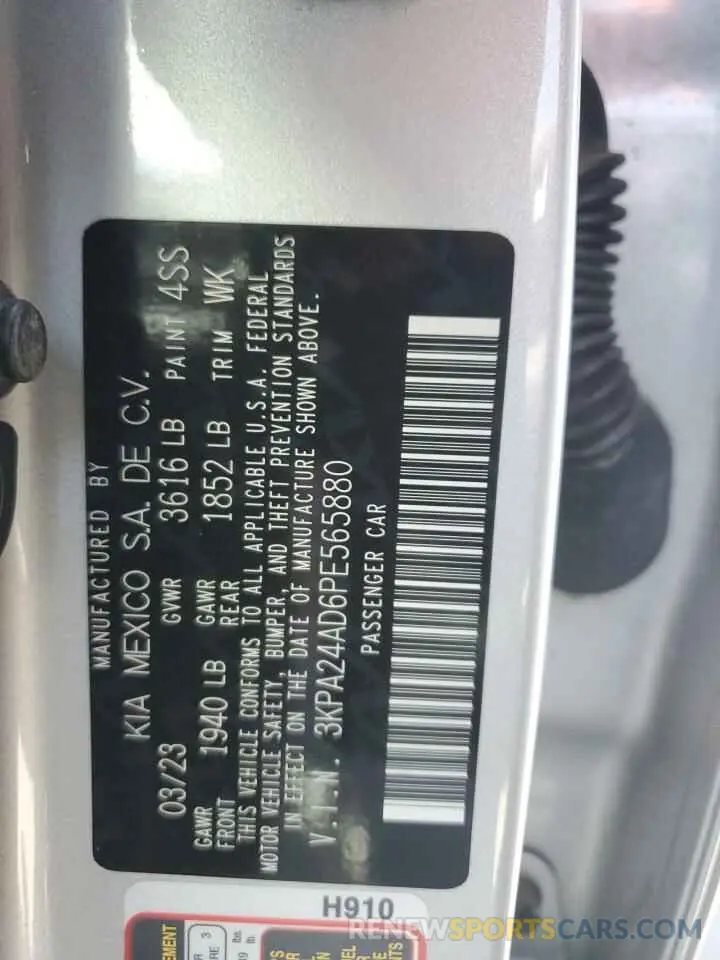 MANUFACTURED BY
KIA MEXICO S.A. DE C.V.
03/23 GVWR 3616 LB PAINT 4SS
GAWR FRONT 1940 LB GAWR REAR 1852 LB TRIM WK
THIS VEHICLE CONFORMS TO ALL APPLICABLE U.S.A. FEDERAL
MOTOR VEHICLE SAFETY, BUMPER, AND THEFT PREVENTION STANDARDS
IN EFFECT ON THE DATE OF MANUFACTURE SHOWN ABOVE.
V.I.N. 3KPA24AD6PE565880
PASSENGER CAR
H910
RENEWSPORTSCARS.COM